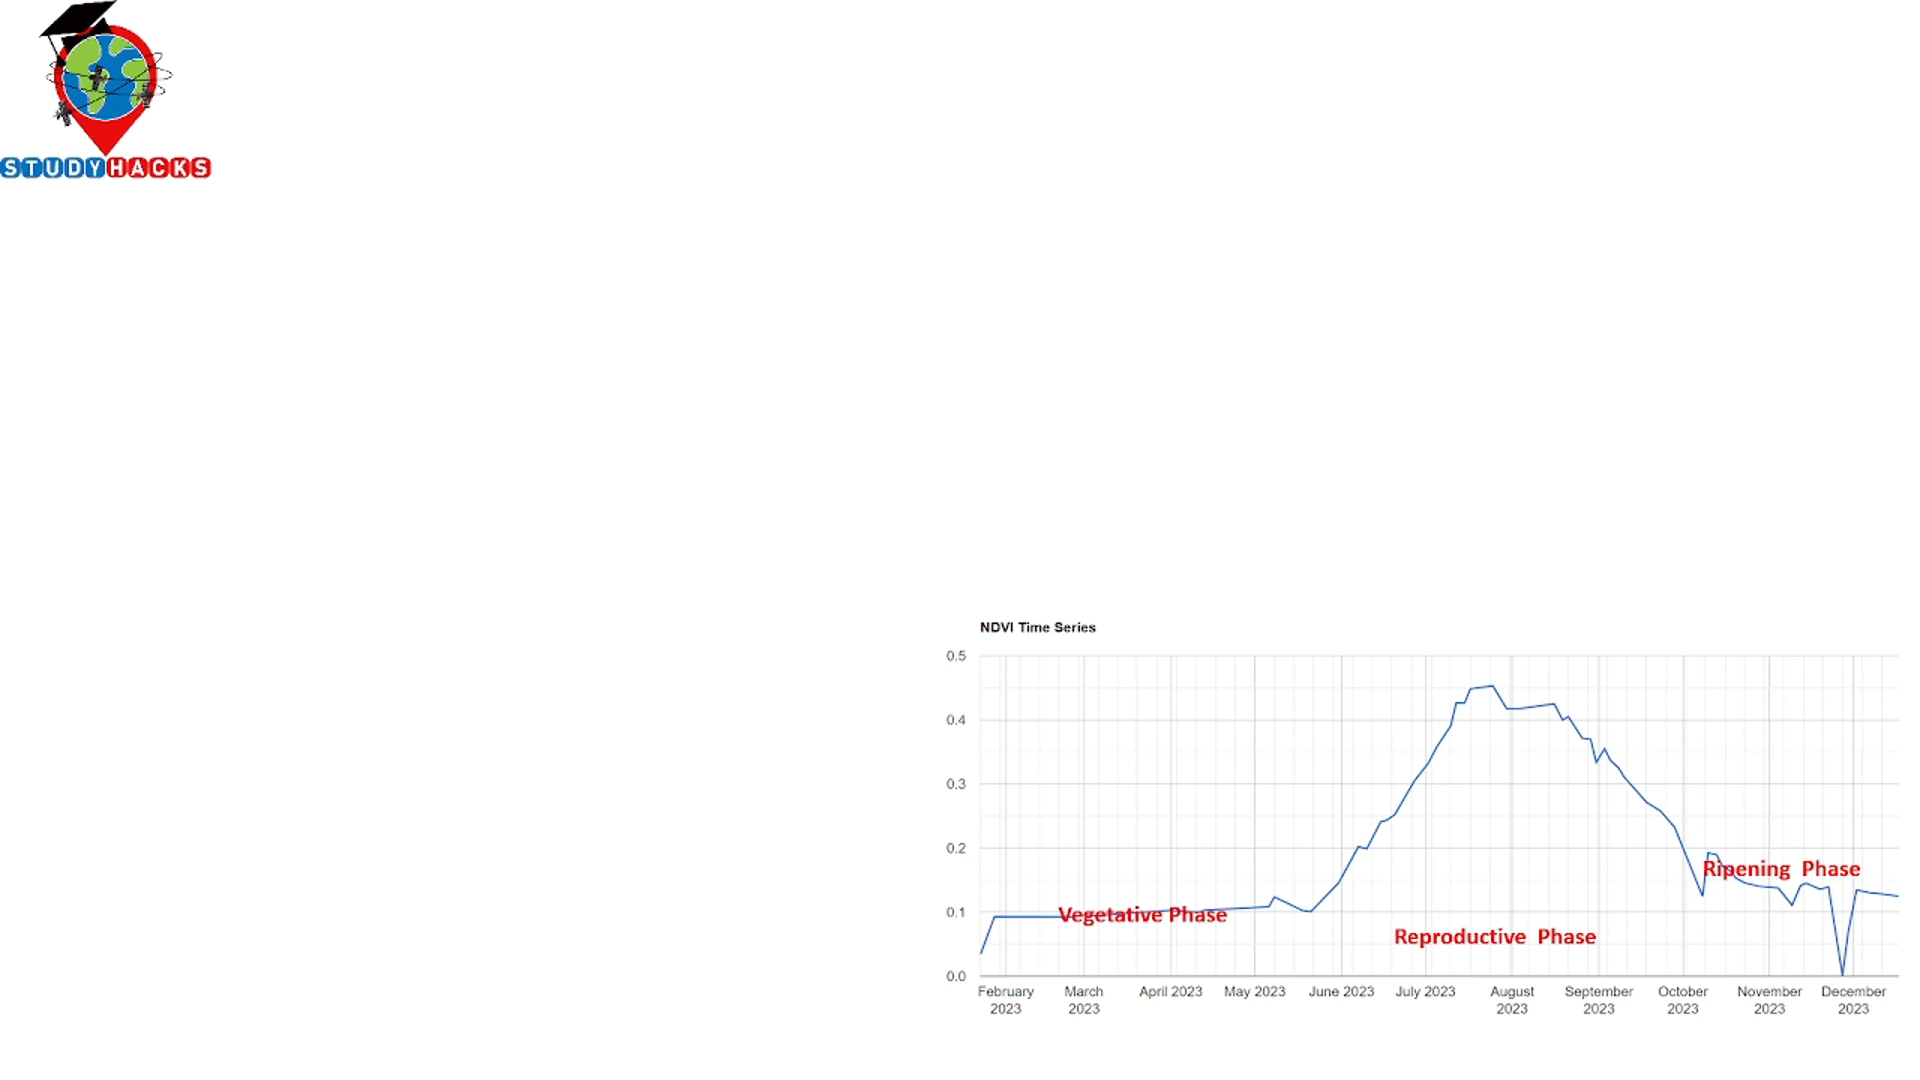 STUDYHACKS
NDVI Time Series
0.5
0.4
0.3
0.2
Ripening Phase
0.1
Vegetative Phase
Reproductive Phase
0.0
February March April 2023 May 2023 June 2023 July 2023 August September October November December
2023 2023 2023 2023 2023 2023 2023